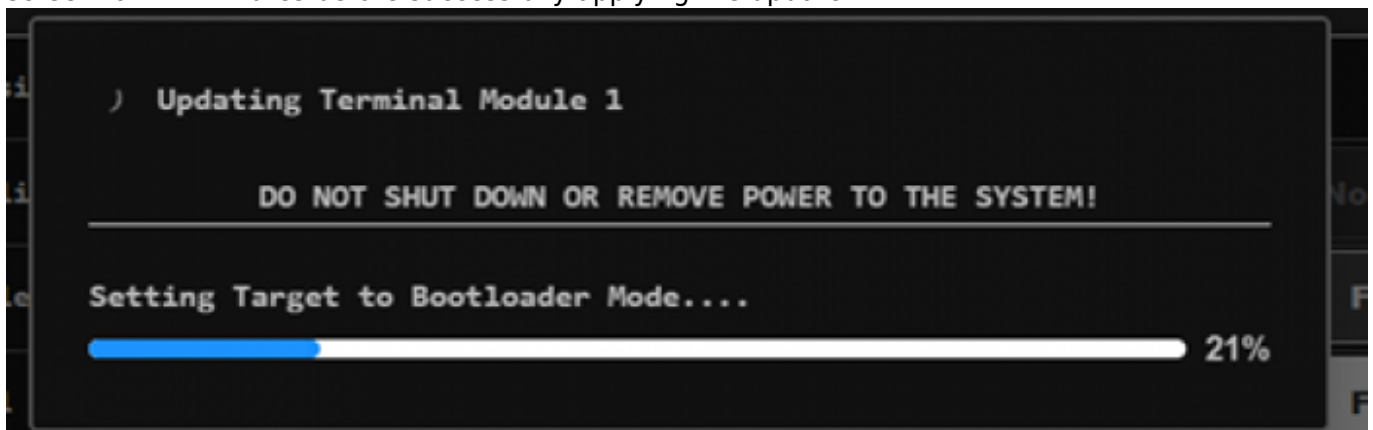 Updating Terminal Module 1
DO NOT SHUT DOWN OR REMOVE POWER TO THE SYSTEM!
No
Setting Target to Bootloader Mode....
21%